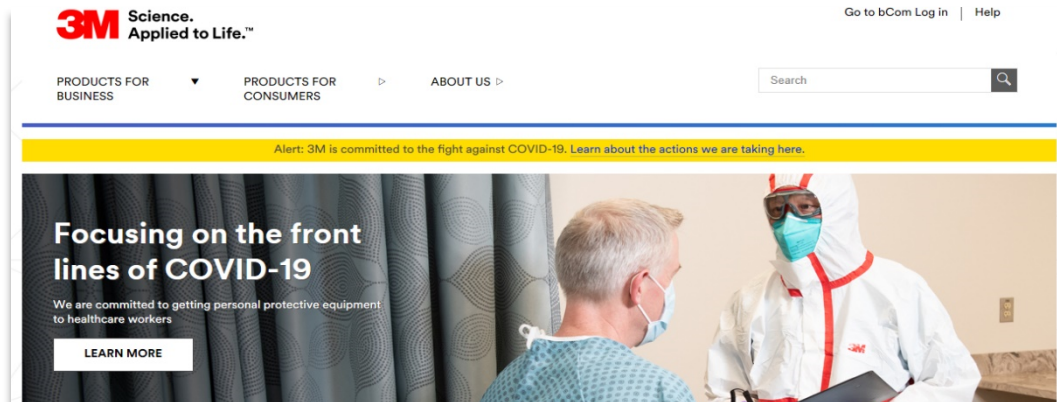 3M Science.
Applied to Life.™
Go to bCom Log in | Help
PRODUCTS FOR
BUSINESS
PRODUCTS FOR
CONSUMERS
ABOUT US
Search
Alert: 3M is committed to the fight against COVID-19. Learn about the actions we are taking here.
Focusing on the front
lines of COVID-19
We are committed to getting personal protective equipment
to healthcare workers
LEARN MORE
3M